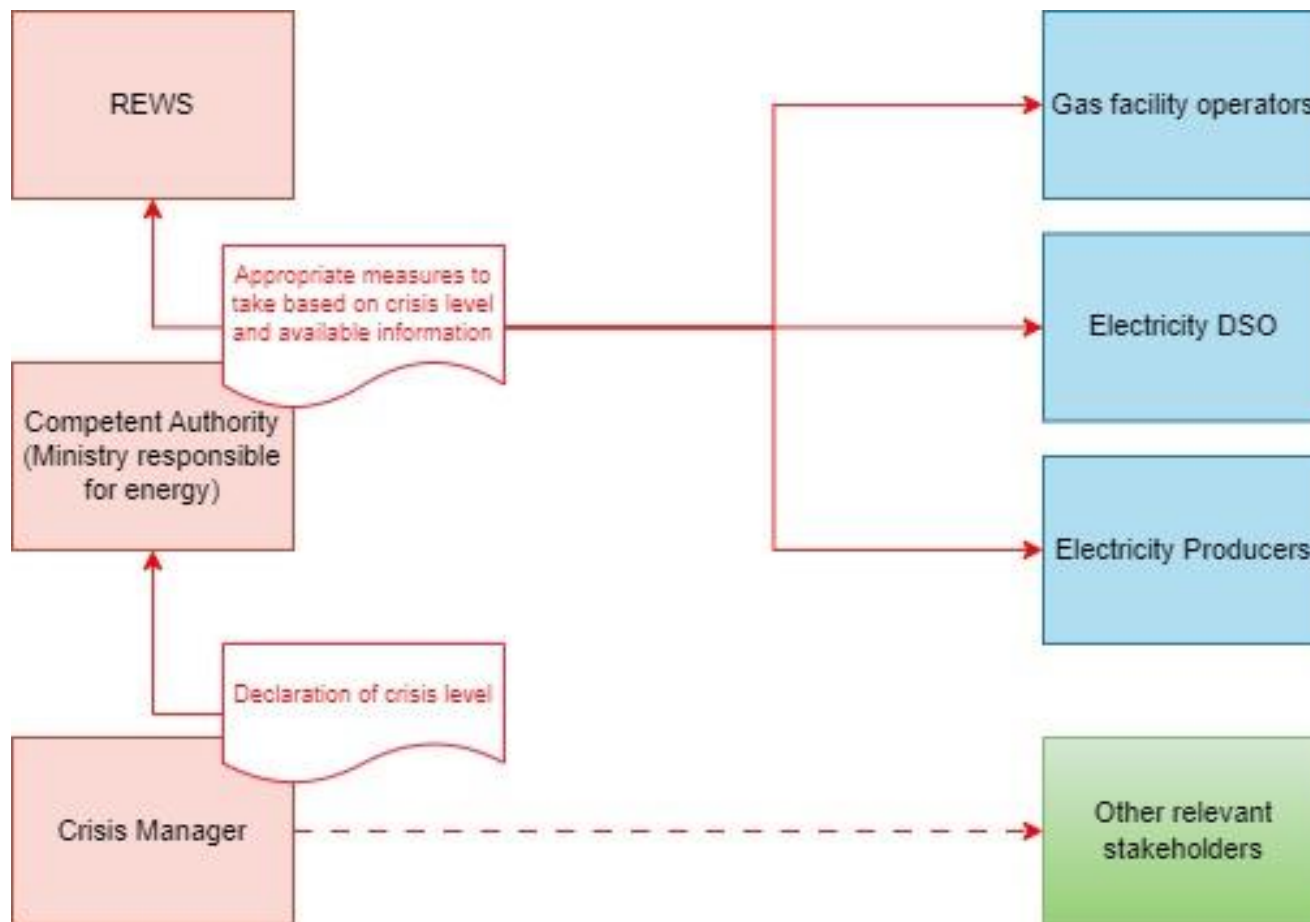 REWS
Gas facility operators
Appropriate measures to
take based on crisis level
and available information
Electricity DSO
Competent Authority
(Ministry responsible
for energy)
Electricity Producers
Declaration of crisis level
Crisis Manager
Other relevant
stakeholders